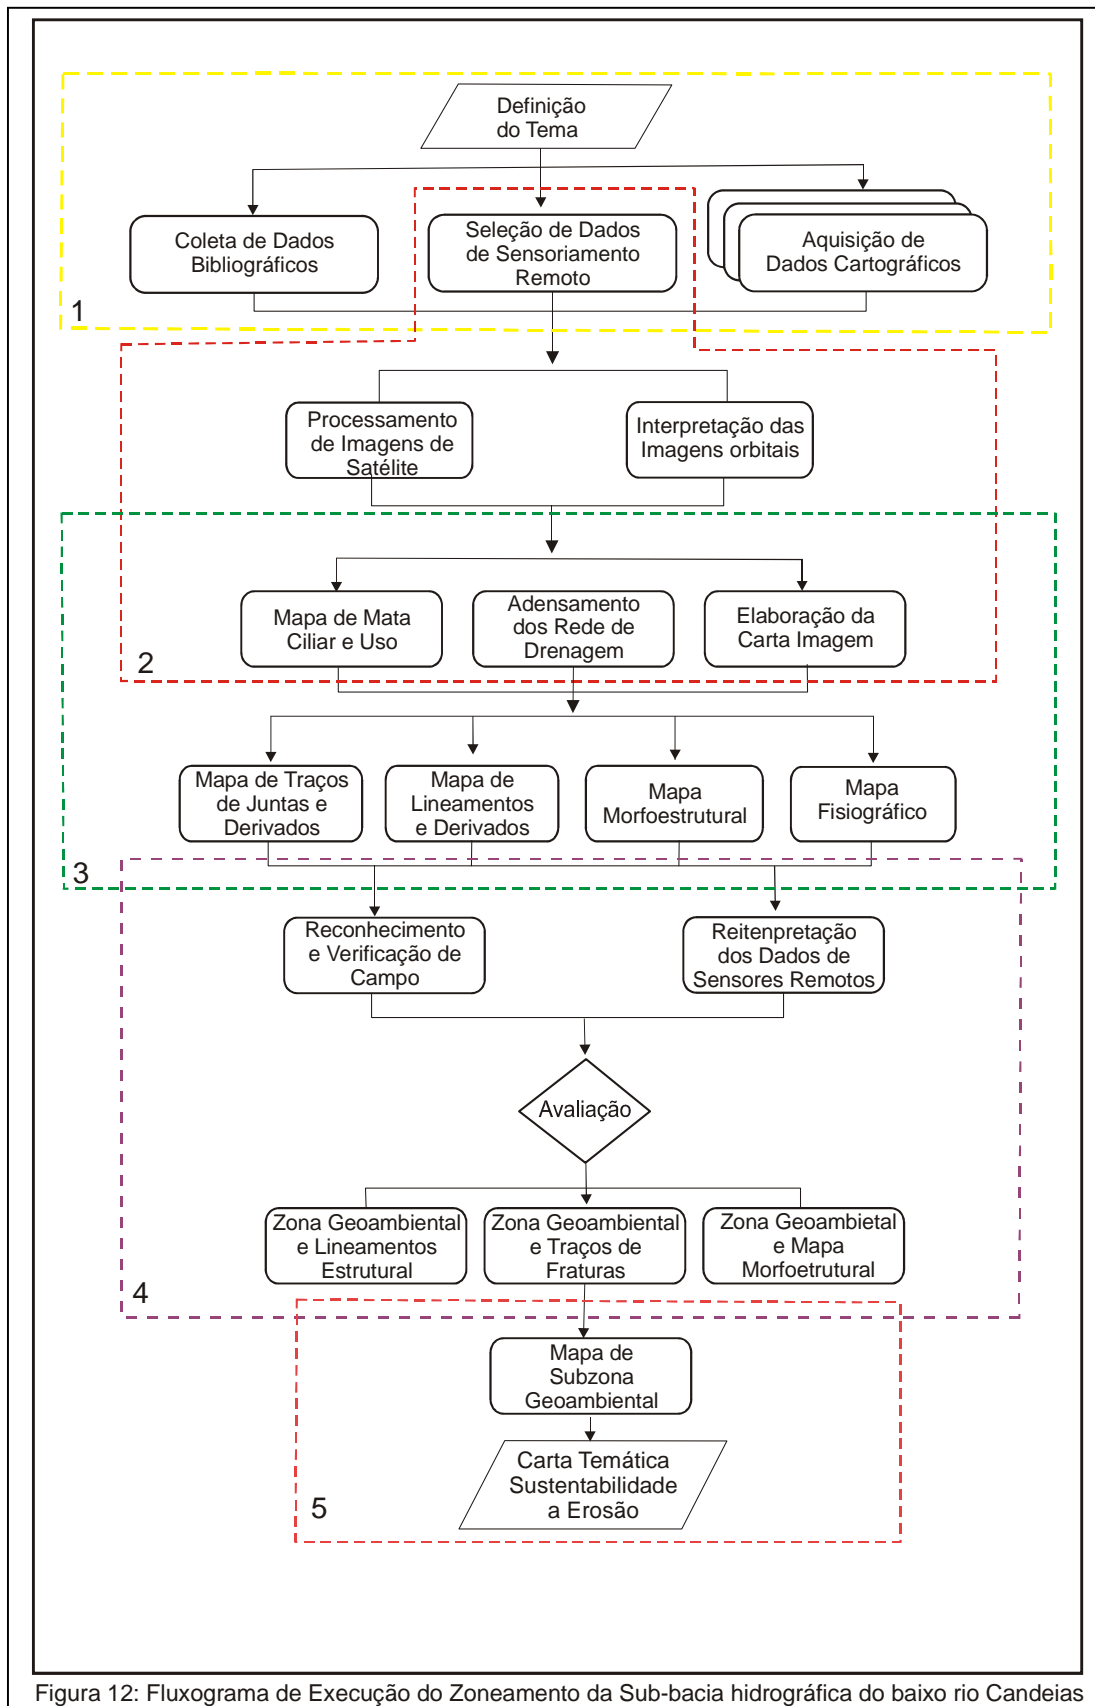 Definição
do Tema
Coleta de Dados
Bibliográficos
Seleção de Dados
de Sensoriamento
Remoto
Aquisição de
Dados Cartográficos
1
Processamento
de Imagens de
Satélite
Interpretação das
Imagens orbitais
Mapa de Mata
Ciliar e Uso
Adensamento
dos Rede de
Drenagem
Elaboração da
Carta Imagem
2
Mapa de Traços
de Juntas e
Derivados
Mapa de
Lineamentos
e Derivados
Mapa
Morfoestrutural
Mapa
Fisiográfico
3
Reconhecimento
e Verificação de
Campo
Reitenpretação
dos Dados de
Sensores Remotos
Avaliação
Zona Geoambiental
e Lineamentos
Estrutural
Zona Geoambiental
e Traços de
Fraturas
Zona Geoambietal
e Mapa
Morfoetrutural
4
Mapa de
Subzona
Geoambiental
Carta Temática
Sustentabilidade
a Erosão
5
Figura 12: Fluxograma de Execução do Zoneamento da Sub-bacia hidrográfica do baixo rio Candeias